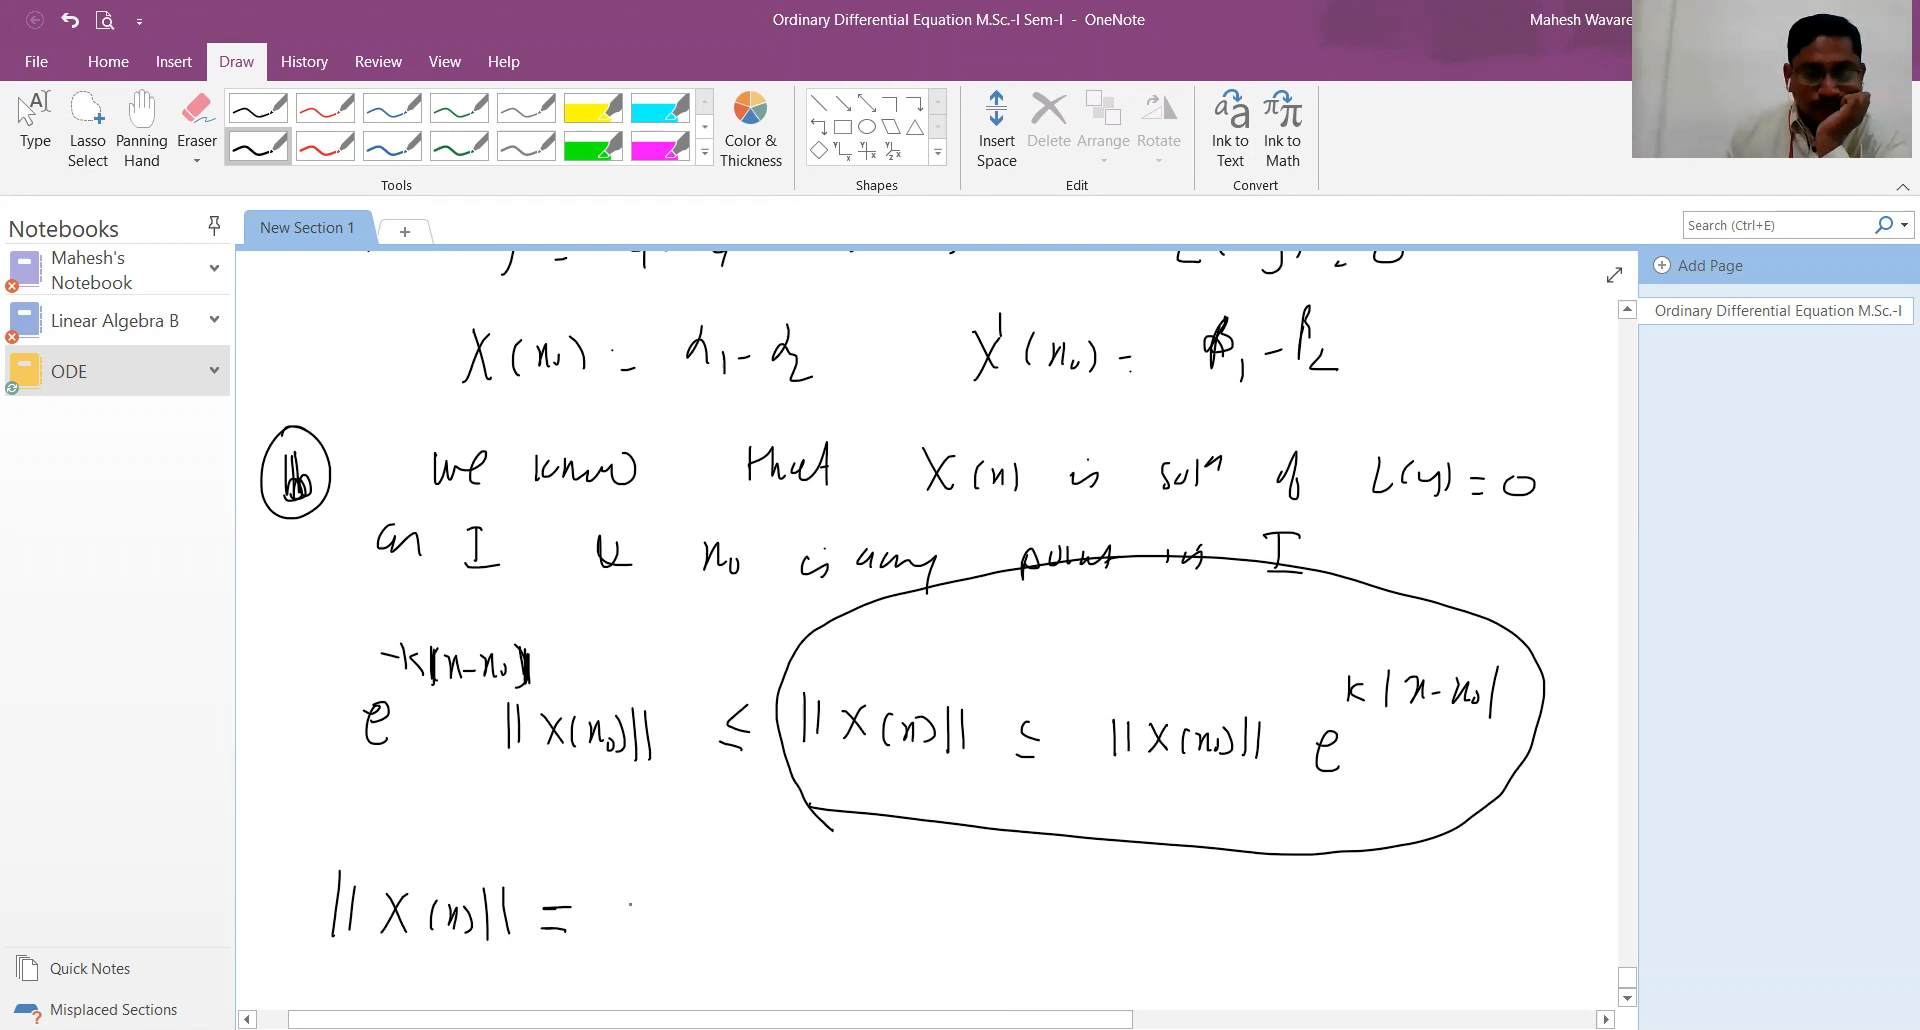 Ordinary Differential Equation M.Sc.-I Sem-I - OneNote
Mahesh Wavare
File Home Insert Draw History Review View Help
Type Lasso Select Panning Hand Eraser Color & Thickness Insert Space Delete Arrange Rotate Ink to Text Ink to Math
Tools Shapes Edit Convert
Notebooks
New Section 1
+
Search (Ctrl+E)
Mahesh's Notebook
Linear Algebra B
ODE
Add Page
Ordinary Differential Equation M.Sc.-I
X(x₀) = α₁ - α₂ X'(x₀) = β₁ - β₂
b we know that X(x) is solⁿ of L(y) = 0
on I & x₀ is any point in I
e^{-k|x-x₀|} ||X(x₀)|| ≤ ||X(x)|| ≤ ||X(x₀)|| e^{k|x-x₀|}
||X(x)|| =
Quick Notes
Misplaced Sections